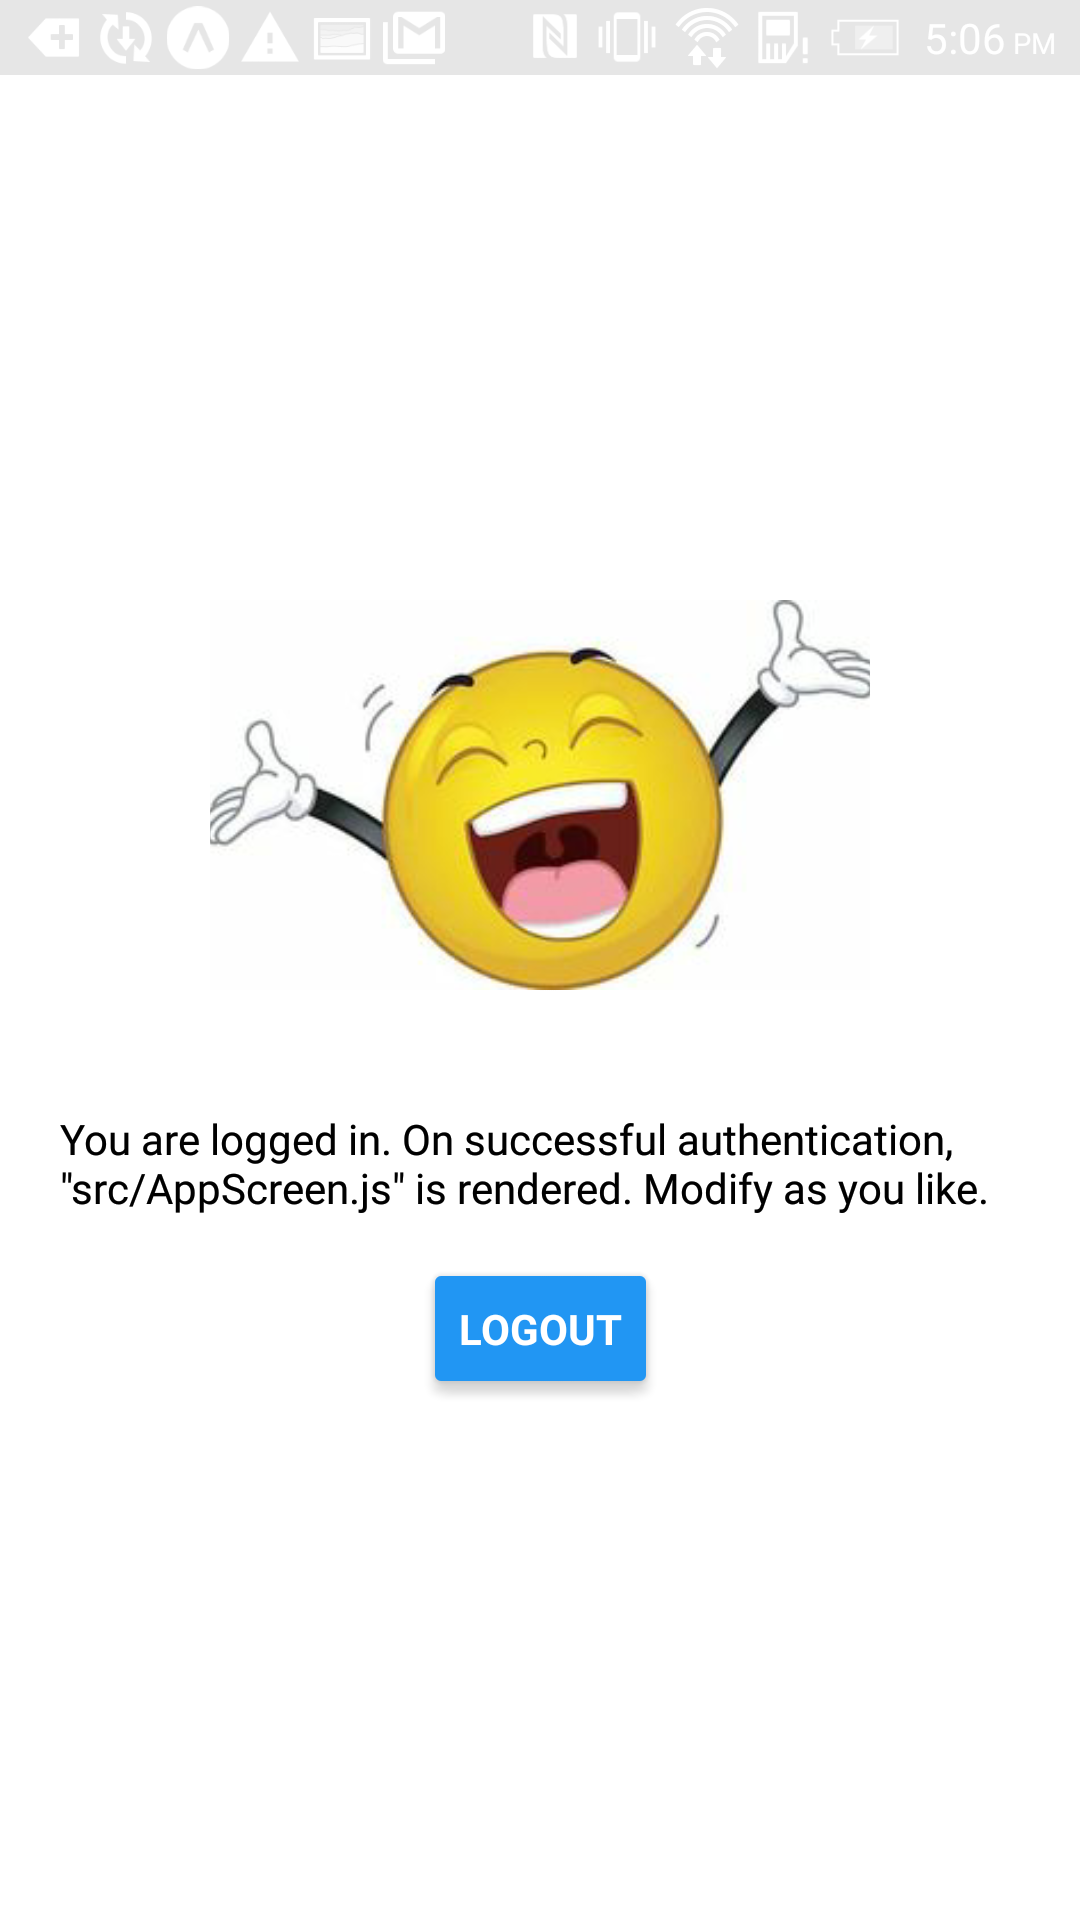 5:06 PM
You are logged in. On successful authentication,
"src/AppScreen.js" is rendered. Modify as you like.
LOGOUT